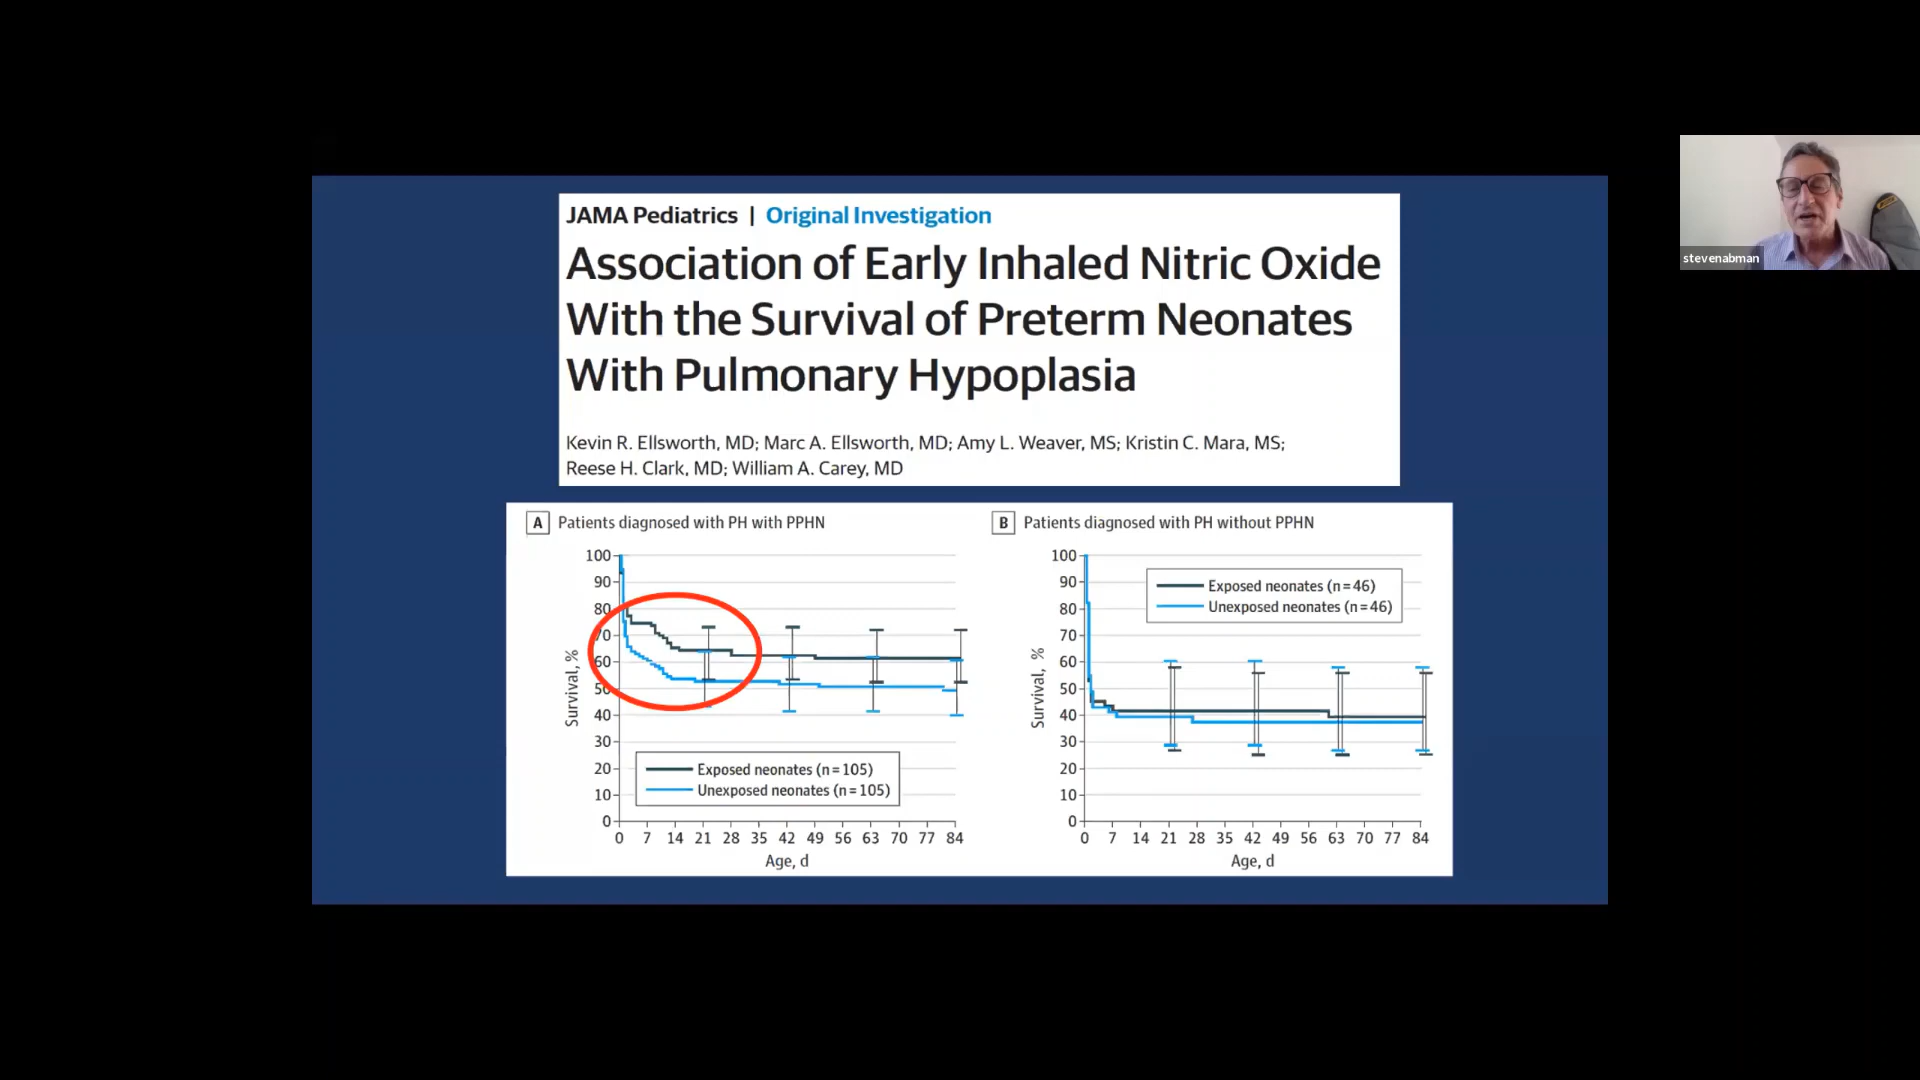 JAMA Pediatrics | Original Investigation
Association of Early Inhaled Nitric Oxide
With the Survival of Preterm Neonates
With Pulmonary Hypoplasia
Kevin R. Ellsworth, MD; Marc A. Ellsworth, MD; Amy L. Weaver, MS; Kristin C. Mara, MS;
Reese H. Clark, MD; William A. Carey, MD
stevenabman
A Patients diagnosed with PH with PPHN
100
90
80
70
60
50
40
30
20
10
0
Survival, %
Exposed neonates (n=105)
Unexposed neonates (n=105)
0 7 14 21 28 35 42 49 56 63 70 77 84
Age, d
B Patients diagnosed with PH without PPHN
100
90
80
70
60
50
40
30
20
10
0
Survival, %
Exposed neonates (n=46)
Unexposed neonates (n=46)
0 7 14 21 28 35 42 49 56 63 70 77 84
Age, d